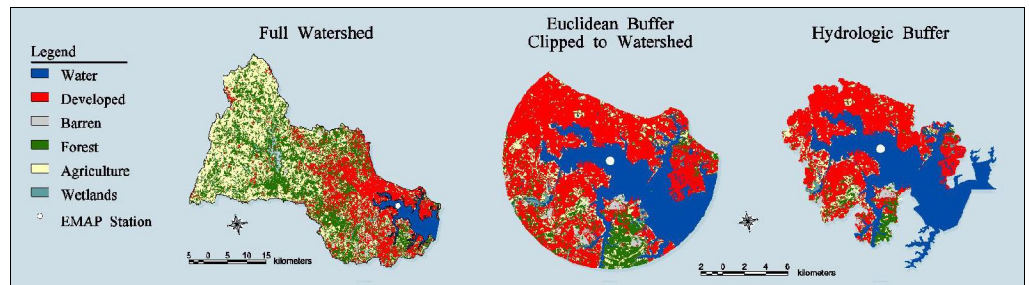 Full Watershed
Euclidean Buffer
Clipped to Watershed
Hydrologic Buffer
Legend
Water
Developed
Barren
Forest
Agriculture
Wetlands
EMAP Station
5 0 5 10 15
kilometers
2 0 2 4 6
kilometers